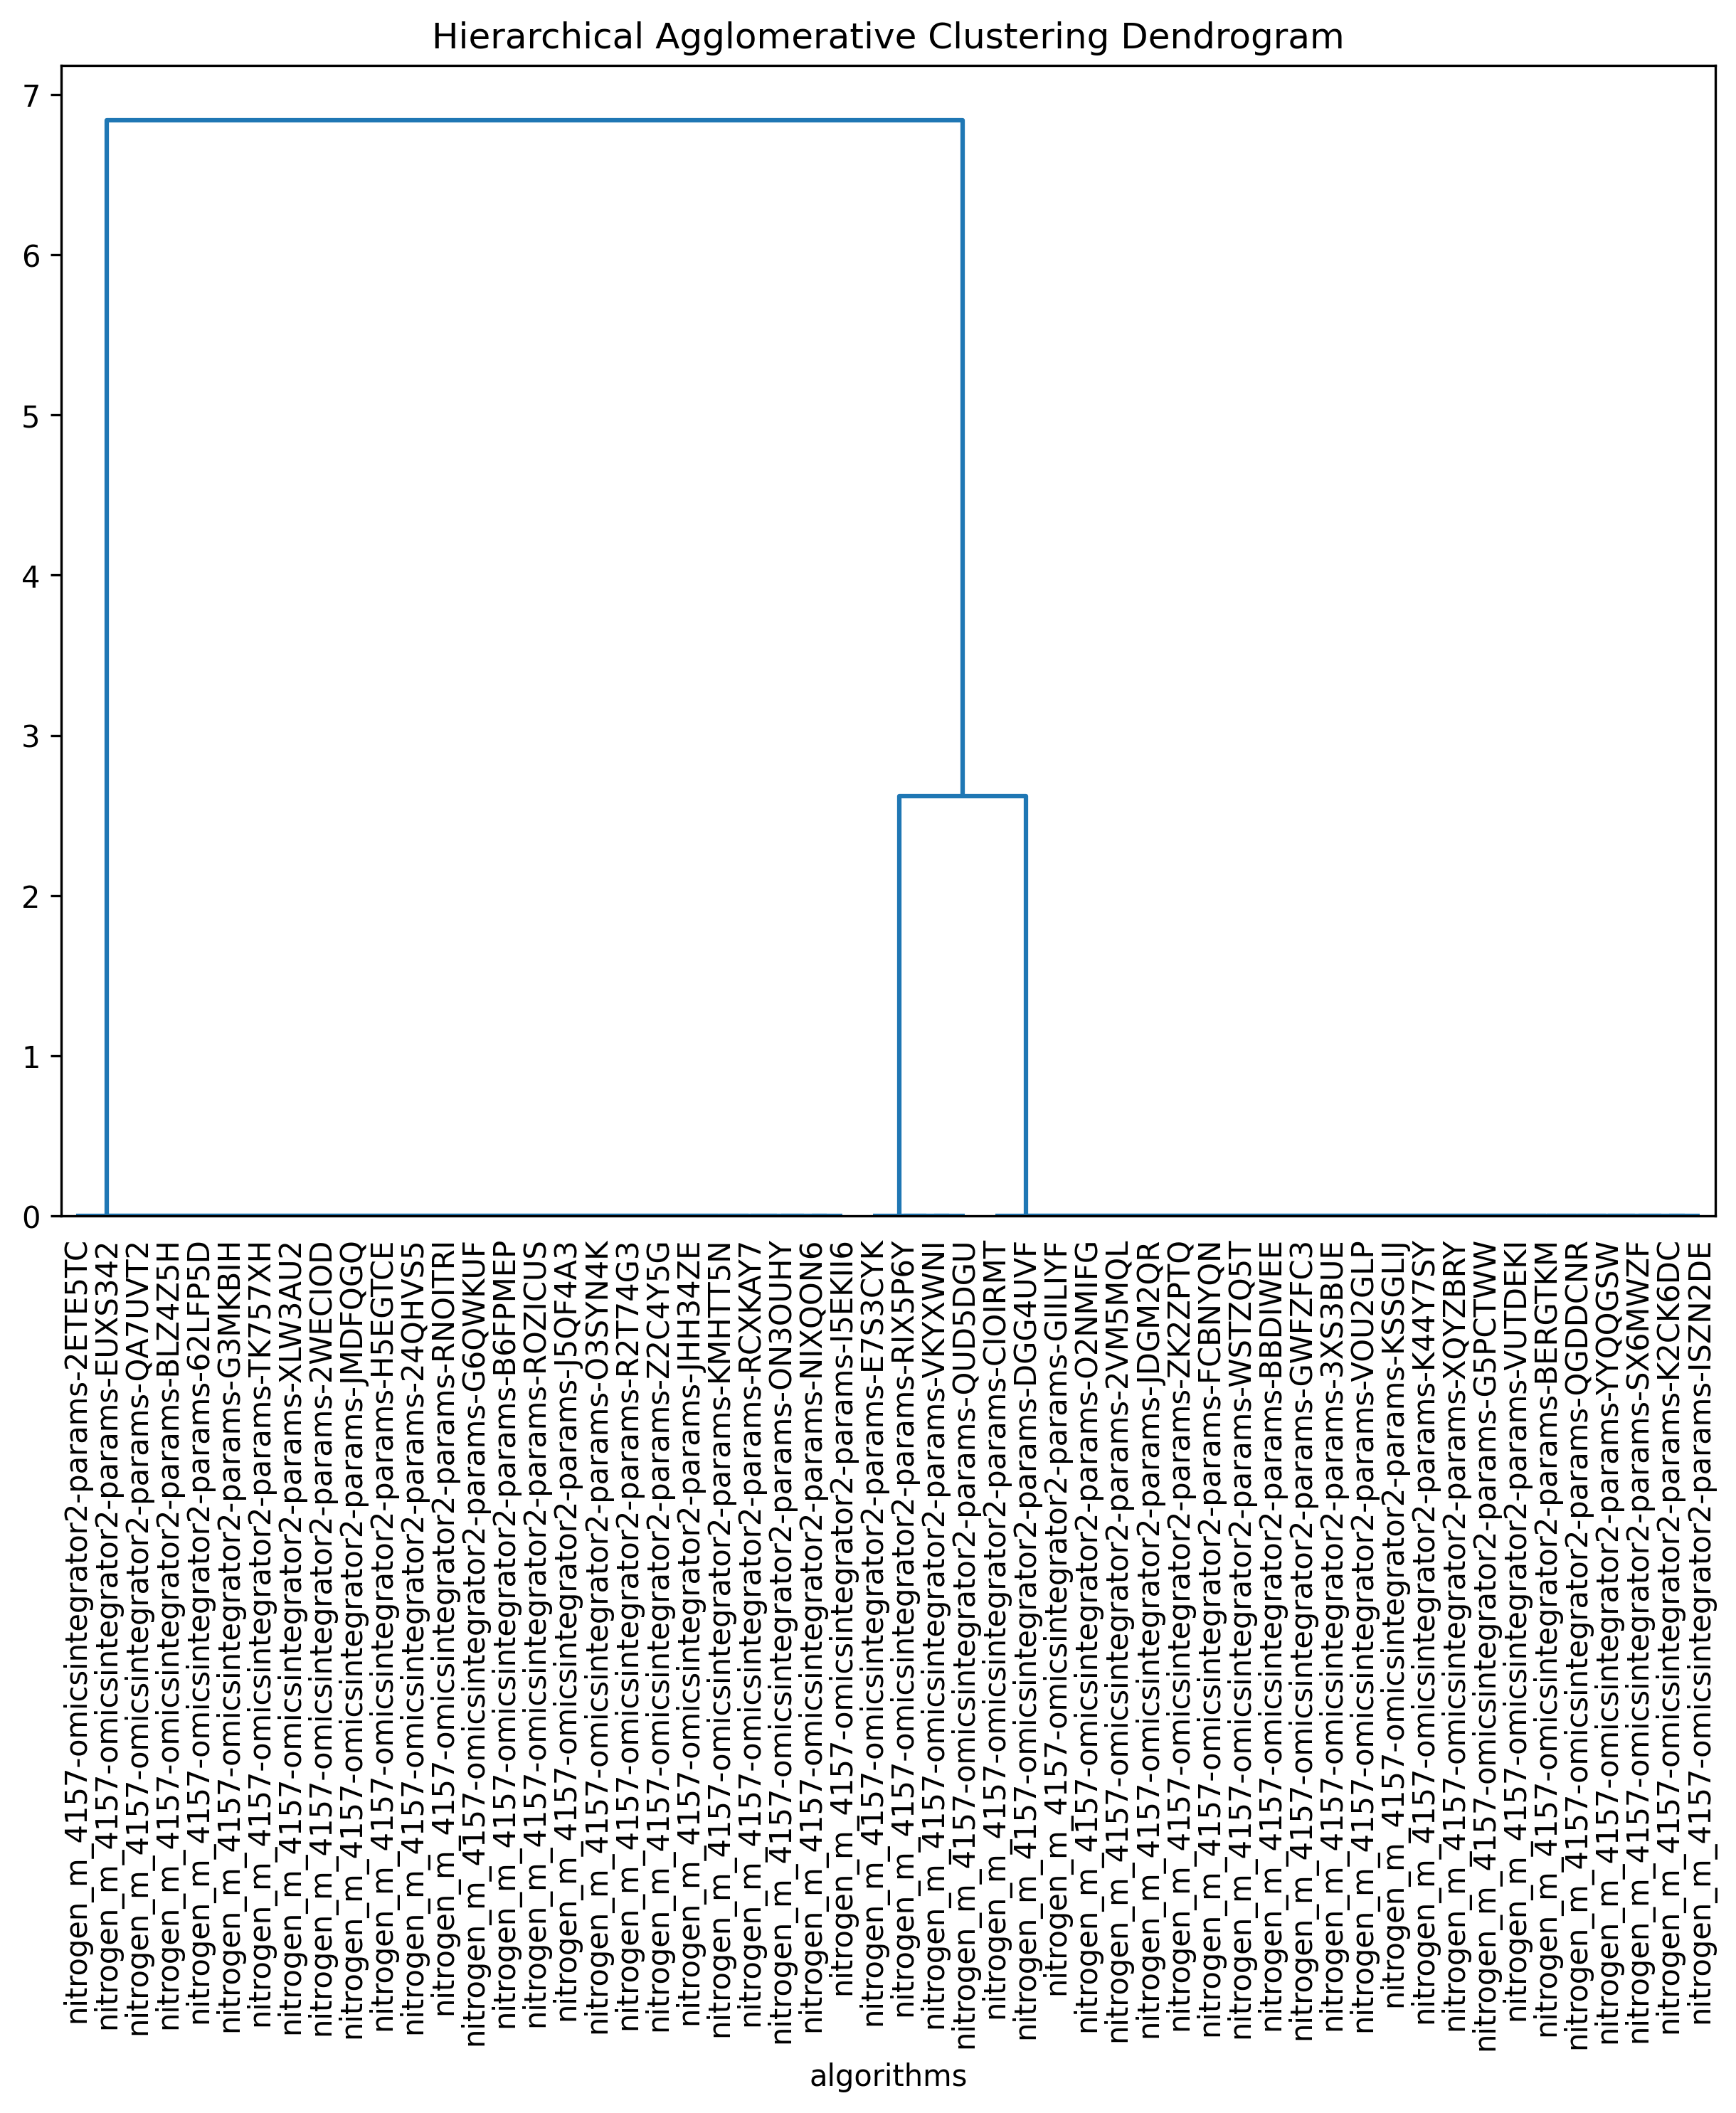 Hierarchical Agglomerative Clustering Dendrogram
7
6
5
4
3
2
1
0
nitrogen_m_4157-omicsintegrator2-params-2ETE5TC
nitrogen_m_4157-omicsintegrator2-params-EUXS342
nitrogen_m_4157-omicsintegrator2-params-QA7UVT2
nitrogen_m_4157-omicsintegrator2-params-BLZ4Z5H
nitrogen_m_4157-omicsintegrator2-params-62LFP5D
nitrogen_m_4157-omicsintegrator2-params-G3MKBIH
nitrogen_m_4157-omicsintegrator2-params-TK757XH
nitrogen_m_4157-omicsintegrator2-params-XLW3AU2
nitrogen_m_4157-omicsintegrator2-params-2WECIOD
nitrogen_m_4157-omicsintegrator2-params-JMDFQGQ
nitrogen_m_4157-omicsintegrator2-params-H5EGTCE
nitrogen_m_4157-omicsintegrator2-params-24QHVS5
nitrogen_m_4157-omicsintegrator2-params-RNOITRI
nitrogen_m_4157-omicsintegrator2-params-G6QWKUF
nitrogen_m_4157-omicsintegrator2-params-B6FPMEP
nitrogen_m_4157-omicsintegrator2-params-ROZICUS
nitrogen_m_4157-omicsintegrator2-params-J5QF4A3
nitrogen_m_4157-omicsintegrator2-params-O3SYN4K
nitrogen_m_4157-omicsintegrator2-params-R2T74G3
nitrogen_m_4157-omicsintegrator2-params-Z2C4Y5G
nitrogen_m_4157-omicsintegrator2-params-JHH34ZE
nitrogen_m_4157-omicsintegrator2-params-KMHTT5N
nitrogen_m_4157-omicsintegrator2-params-RCXKAY7
nitrogen_m_4157-omicsintegrator2-params-ON3OUHY
nitrogen_m_4157-omicsintegrator2-params-NIXQON6
nitrogen_m_4157-omicsintegrator2-params-I5EKII6
nitrogen_m_4157-omicsintegrator2-params-E7S3CYK
nitrogen_m_4157-omicsintegrator2-params-RIX5P6Y
nitrogen_m_4157-omicsintegrator2-params-VKYXWNI
nitrogen_m_4157-omicsintegrator2-params-QUD5DGU
nitrogen_m_4157-omicsintegrator2-params-CIOIRMT
nitrogen_m_4157-omicsintegrator2-params-DGG4UVF
nitrogen_m_4157-omicsintegrator2-params-GIILIYF
nitrogen_m_4157-omicsintegrator2-params-O2NMIFG
nitrogen_m_4157-omicsintegrator2-params-2VM5MQL
nitrogen_m_4157-omicsintegrator2-params-JDGM2QR
nitrogen_m_4157-omicsintegrator2-params-ZK2ZPTQ
nitrogen_m_4157-omicsintegrator2-params-FCBNYQN
nitrogen_m_4157-omicsintegrator2-params-WSTZQ5T
nitrogen_m_4157-omicsintegrator2-params-BBDIWEE
nitrogen_m_4157-omicsintegrator2-params-GWFZFC3
nitrogen_m_4157-omicsintegrator2-params-3XS3BUE
nitrogen_m_4157-omicsintegrator2-params-VOU2GLP
nitrogen_m_4157-omicsintegrator2-params-KSSGLIJ
nitrogen_m_4157-omicsintegrator2-params-K44Y7SY
nitrogen_m_4157-omicsintegrator2-params-XQYZBRY
nitrogen_m_4157-omicsintegrator2-params-G5PCTWW
nitrogen_m_4157-omicsintegrator2-params-VUTDEKI
nitrogen_m_4157-omicsintegrator2-params-BERGTKM
nitrogen_m_4157-omicsintegrator2-params-QGDDCNR
nitrogen_m_4157-omicsintegrator2-params-YYQQGSW
nitrogen_m_4157-omicsintegrator2-params-SX6MWZF
nitrogen_m_4157-omicsintegrator2-params-K2CK6DC
nitrogen_m_4157-omicsintegrator2-params-ISZN2DE
algorithms